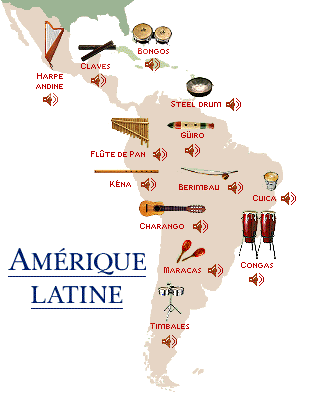 Bongos
Claves
Harpe
andine
Steel drum
Güiro
Flûte de Pan
Kéna
Berimbau
Cuica
Charango
Amérique
latine
Maracas
Congas
Timbales